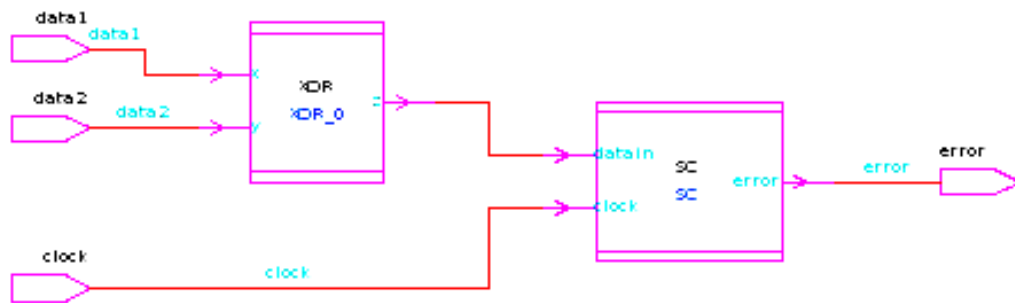 data1
data1
x
XOR
XOR_0
z
data2
data2
y
datain
SC
SC
error
error
error
clock
clock
clock